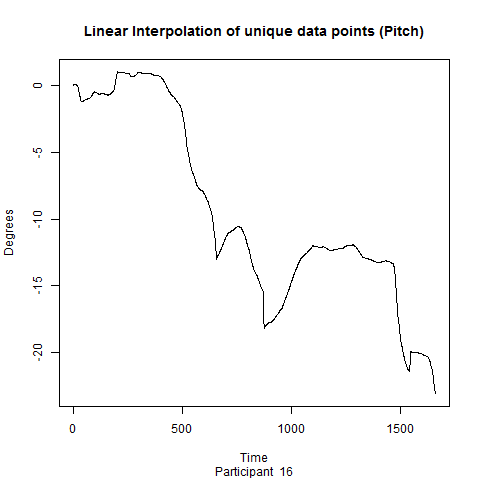 Linear Interpolation of unique data points (Pitch)
Degrees
0
-5
-10
-15
-20
0 500 1000 1500
Time
Participant 16